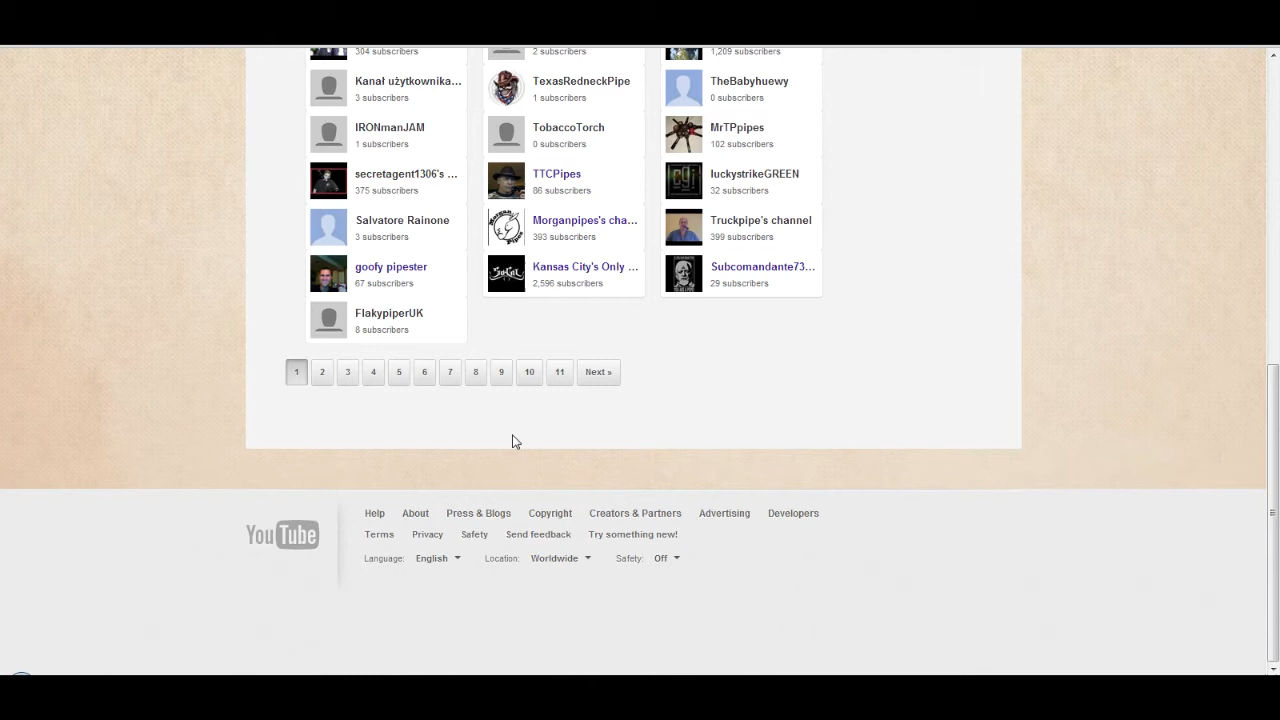 304 subscribers
2 subscribers
1,209 subscribers
Kanał użytkownika...
3 subscribers
TexasRedneckPipe
1 subscribers
TheBabyhuewy
0 subscribers
IRONmanJAM
1 subscribers
TobaccoTorch
0 subscribers
MrTPpipes
102 subscribers
secretagent1306's ...
375 subscribers
TTCPipes
86 subscribers
luckystrikeGREEN
32 subscribers
Salvatore Rainone
3 subscribers
Morganpipes's cha...
393 subscribers
Truckpipe's channel
399 subscribers
goofy pipester
67 subscribers
Kansas City's Only ...
2,596 subscribers
Subcomandante73...
29 subscribers
FlakypiperUK
8 subscribers
1 2 3 4 5 6 7 8 9 10 11 Next »
YouTube
Help About Press & Blogs Copyright Creators & Partners Advertising Developers
Terms Privacy Safety Send feedback Try something new!
Language: English Location: Worldwide Safety: Off